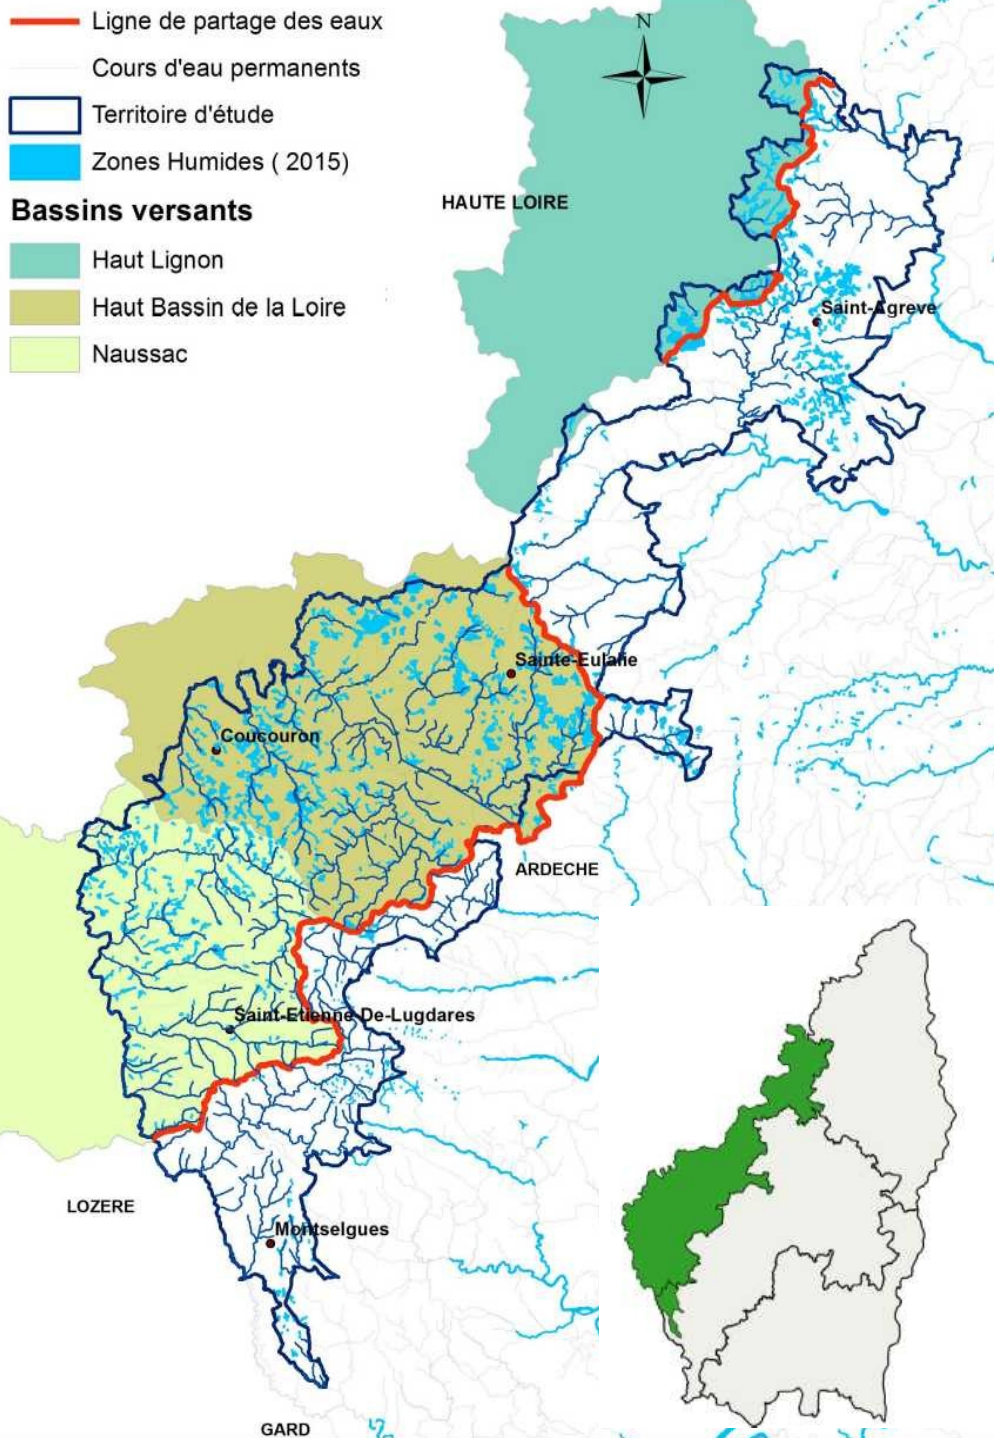 Ligne de partage des eaux
Cours d'eau permanents
Territoire d'étude
Zones Humides ( 2015)
Bassins versants
Haut Lignon
Haut Bassin de la Loire
Naussac
N
HAUTE LOIRE
Saint-Agreve
Sainte-Eulalie
Coucouron
ARDECHE
Saint-Etienne-De-Lugdares
LOZERE
Montselgues
GARD